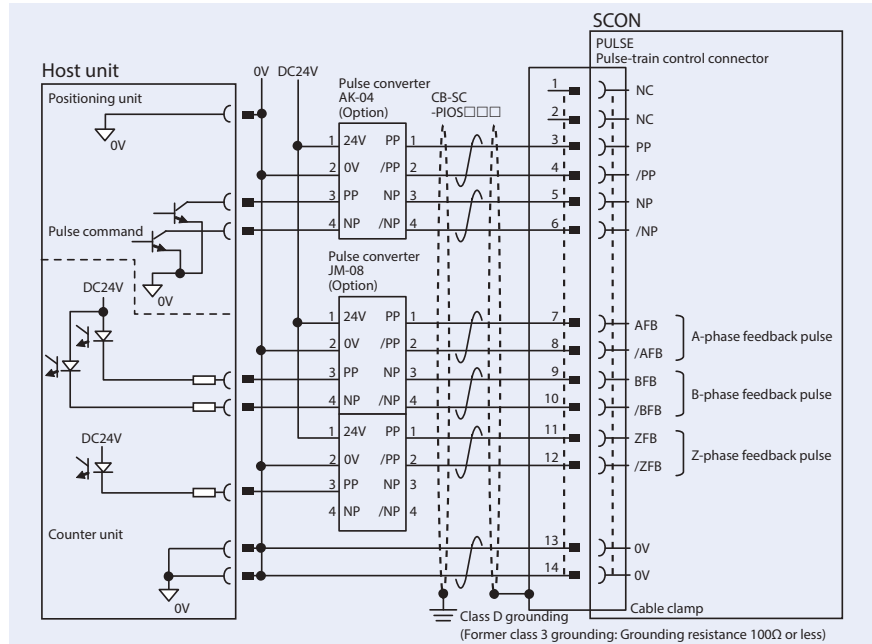 SCON
PULSE
Pulse-train control connector
Host unit
0V DC24V
Positioning unit
Pulse converter
AK-04
(Option)
CB-SC
-PIOS□□□
0V
1 24V PP 1
2 0V /PP 2
3 PP NP 3
4 NP /NP 4
1 NC
2 NC
3 PP
4 /PP
5 NP
6 /NP
Pulse command
0V
DC24V
Pulse converter
JM-08
(Option)
1 24V PP 1
2 0V /PP 2
3 PP NP 3
4 NP /NP 4
7 AFB
8 /AFB
A-phase feedback pulse
9 BFB
10 /BFB
B-phase feedback pulse
DC24V
1 24V PP 1
2 0V /PP 2
3 PP NP 3
4 NP /NP 4
11 ZFB
12 /ZFB
Z-phase feedback pulse
Counter unit
0V
13 0V
14 0V
Cable clamp
Class D grounding
(Former class 3 grounding: Grounding resistance 100Ω or less)